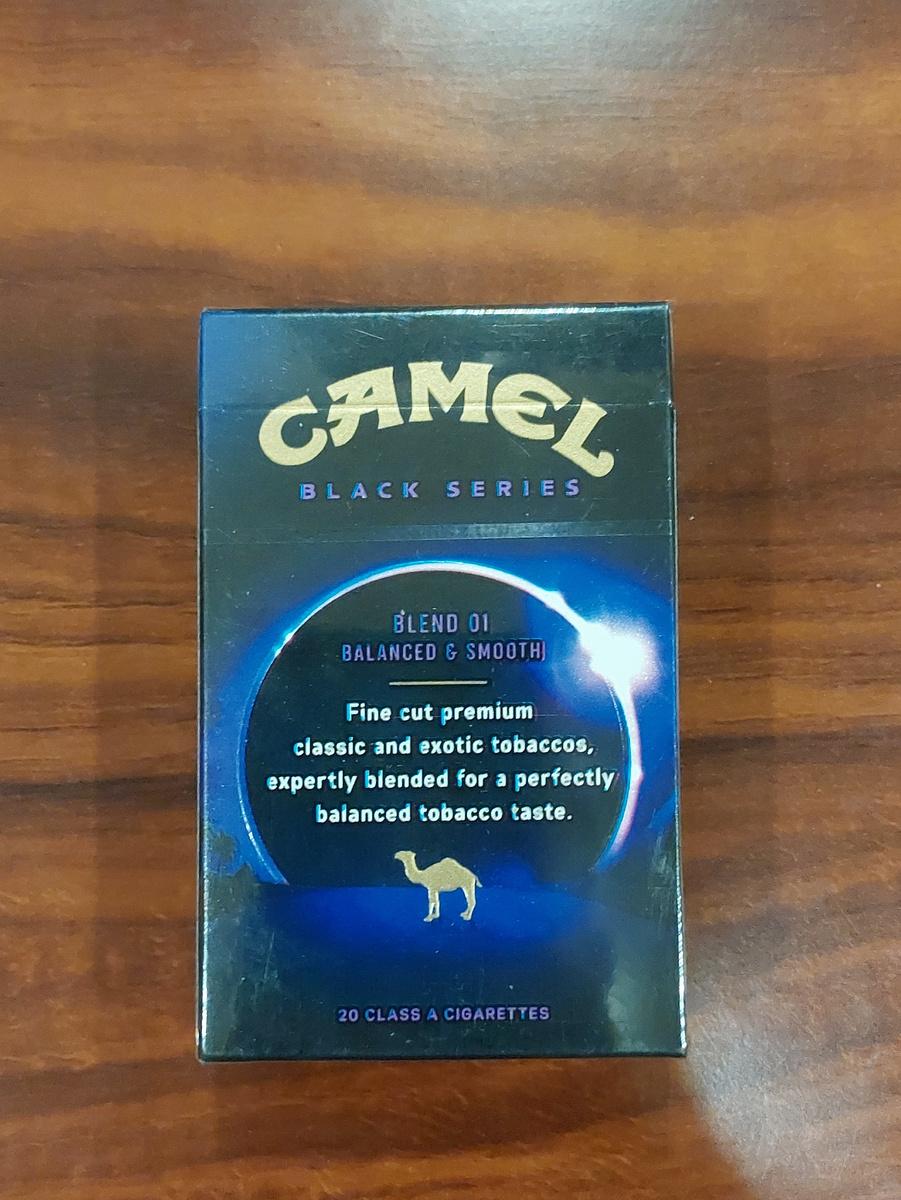 CAMEL
BLACK SERIES
BLEND 01
BALANCED & SMOOTH
Fine cut premium
classic and exotic tobaccos,
expertly blended for a perfectly
balanced tobacco taste.
20 CLASS A CIGARETTES